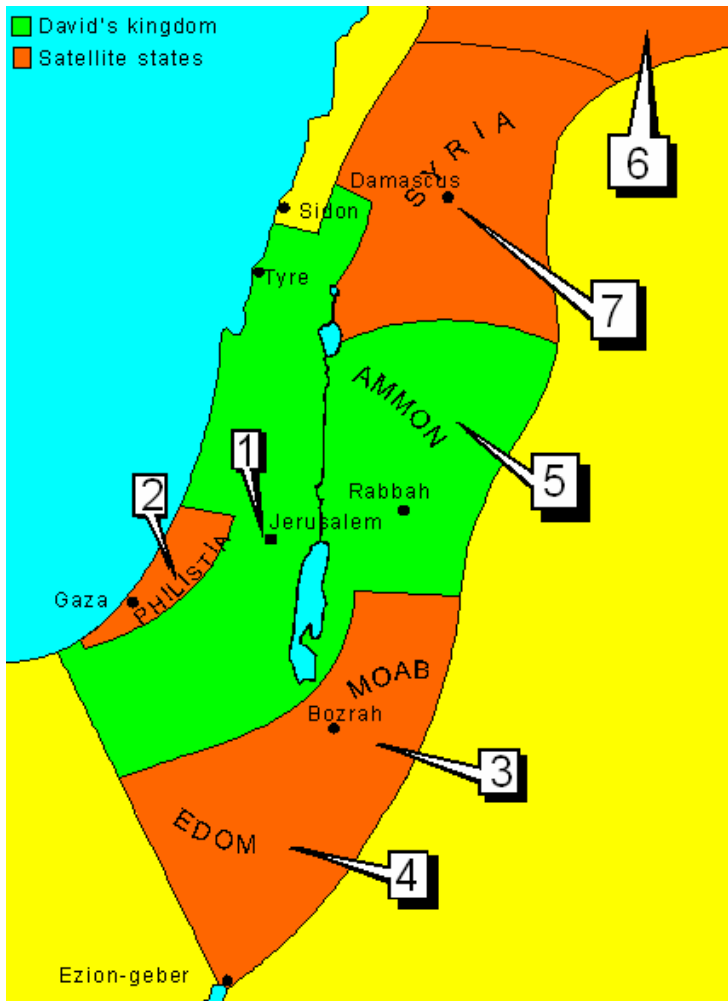 David's kingdom
Satellite states
6
SYRIA
Damascus
Sidon
Tyre
7
AMMON
5
1
2
Rabbah
Jerusalem
PHILISTIA
Gaza
MOAB
Bozrah
3
EDOM
4
Ezion-geber